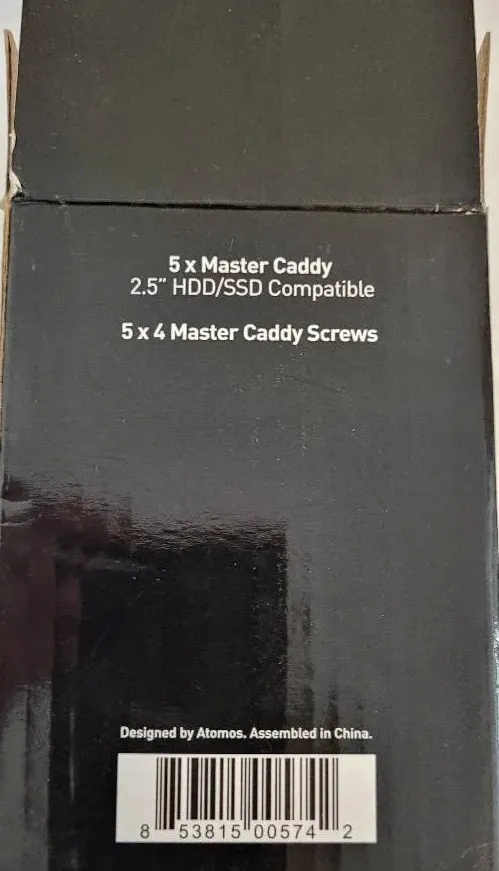 5 x Master Caddy
2.5" HDD/SSD Compatible
5 x 4 Master Caddy Screws
Designed by Atomos. Assembled in China.
8 53815 00574 2